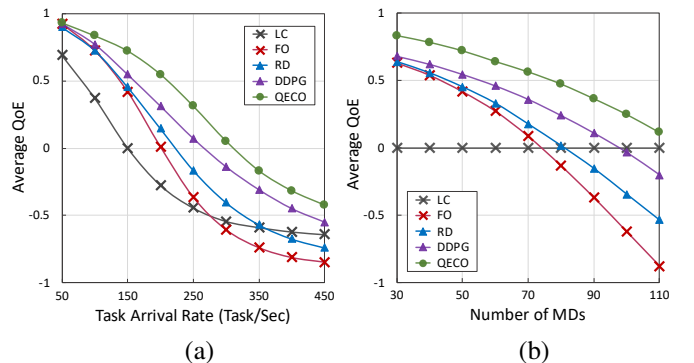 LC
FO
RD
DDPG
QECO
Average QoE
1
0.5
0
-0.5
-1
50 150 250 350 450
Task Arrival Rate (Task/Sec)
(a)
Average QoE
1
0.5
0
-0.5
-1
LC
FO
RD
DDPG
QECO
30 50 70 90 110
Number of MDs
(b)